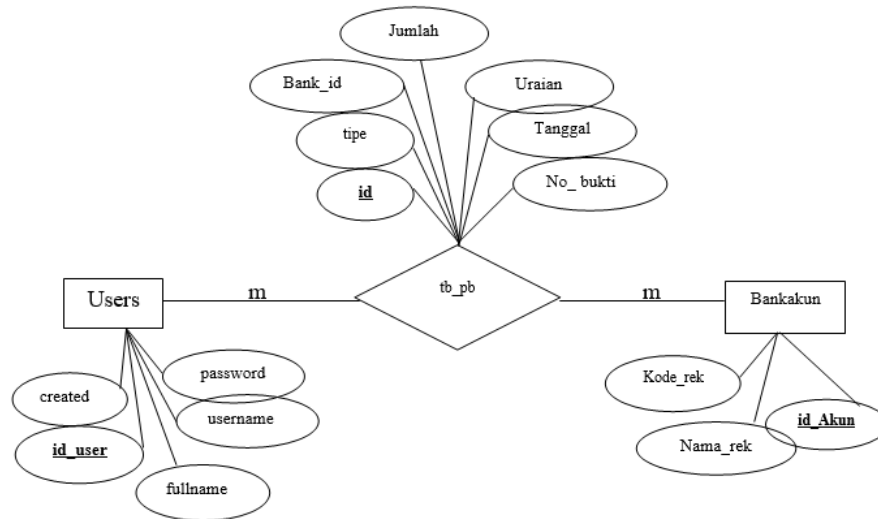 Jumlah
Bank_id
Uraian
tipe
Tanggal
id
No_ bukti
tb_pb
Users
m
m
Bankakun
password
Kode_rek
created
username
id_Akun
id_user
Nama_rek
fullname